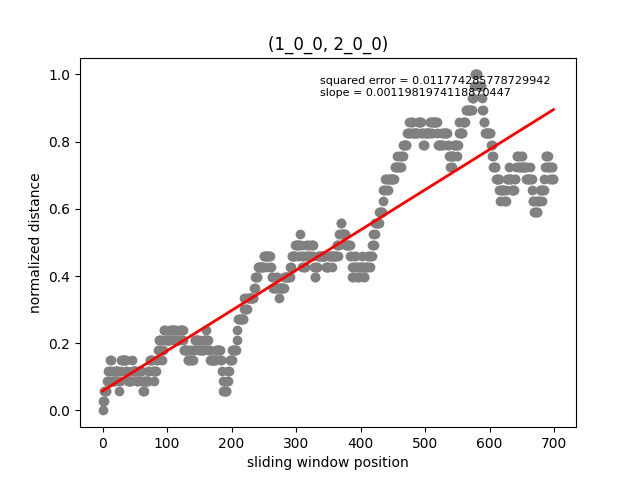 (1_0_0, 2_0_0)
squared error = 0.011774285778729942
slope = 0.0011981974118870447
normalized distance
1.0
0.8
0.6
0.4
0.2
0.0
0 100 200 300 400 500 600 700
sliding window position